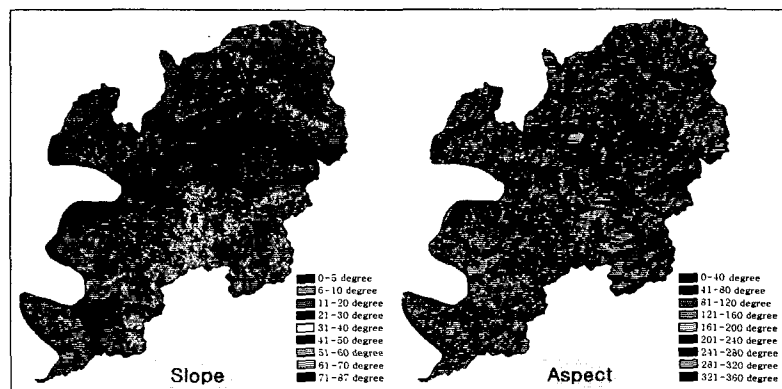 0-5 degree
6-10 degree
11-20 degree
21-30 degree
31-40 degree
41-50 degree
51-60 degree
61-70 degree
71-87 degree
Slope
0-40 degree
41-80 degree
81-120 degree
121-160 degree
161-200 degree
201-240 degree
241-280 degree
281-320 degree
321-360 degree
Aspect